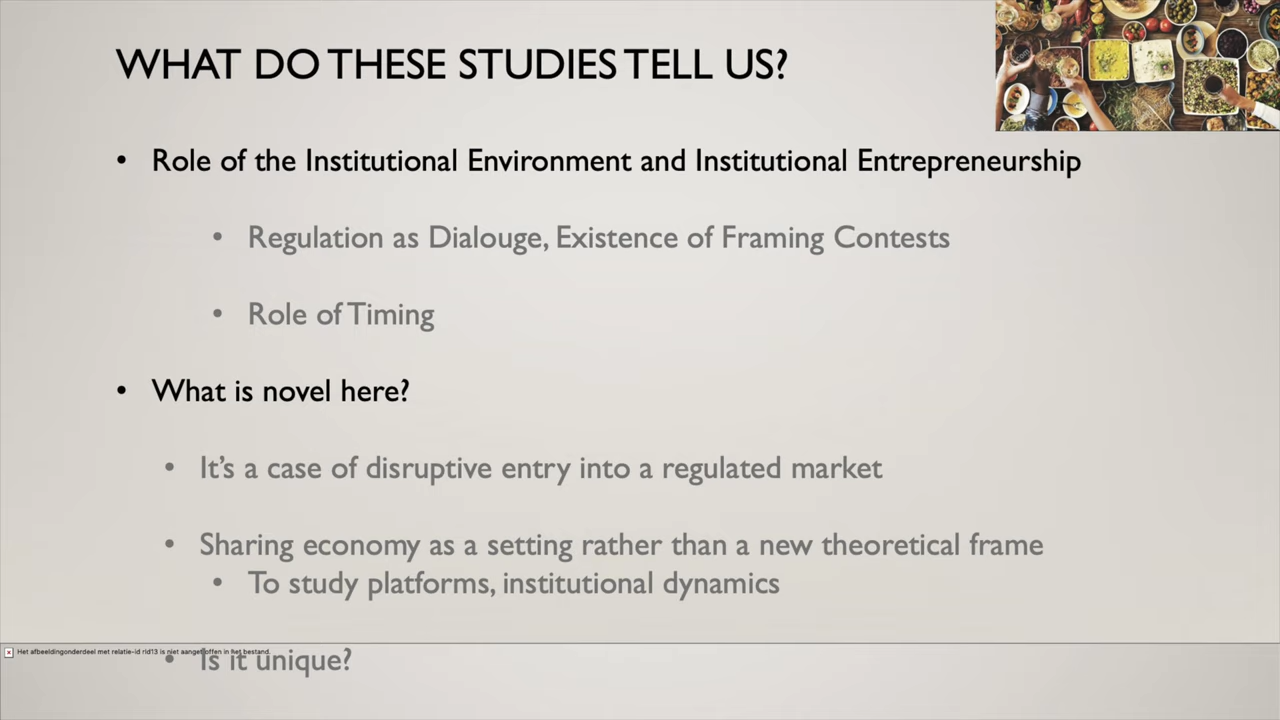 WHAT DO THESE STUDIES TELL US?
• Role of the Institutional Environment and Institutional Entrepreneurship
• Regulation as Dialouge, Existence of Framing Contests
• Role of Timing
• What is novel here?
• It's a case of disruptive entry into a regulated market
• Sharing economy as a setting rather than a new theoretical frame
• To study platforms, institutional dynamics
Het afbeeldingonderdeel met relatie-id rId13 is niet aangetroffen in het bestand.
• Is it unique?